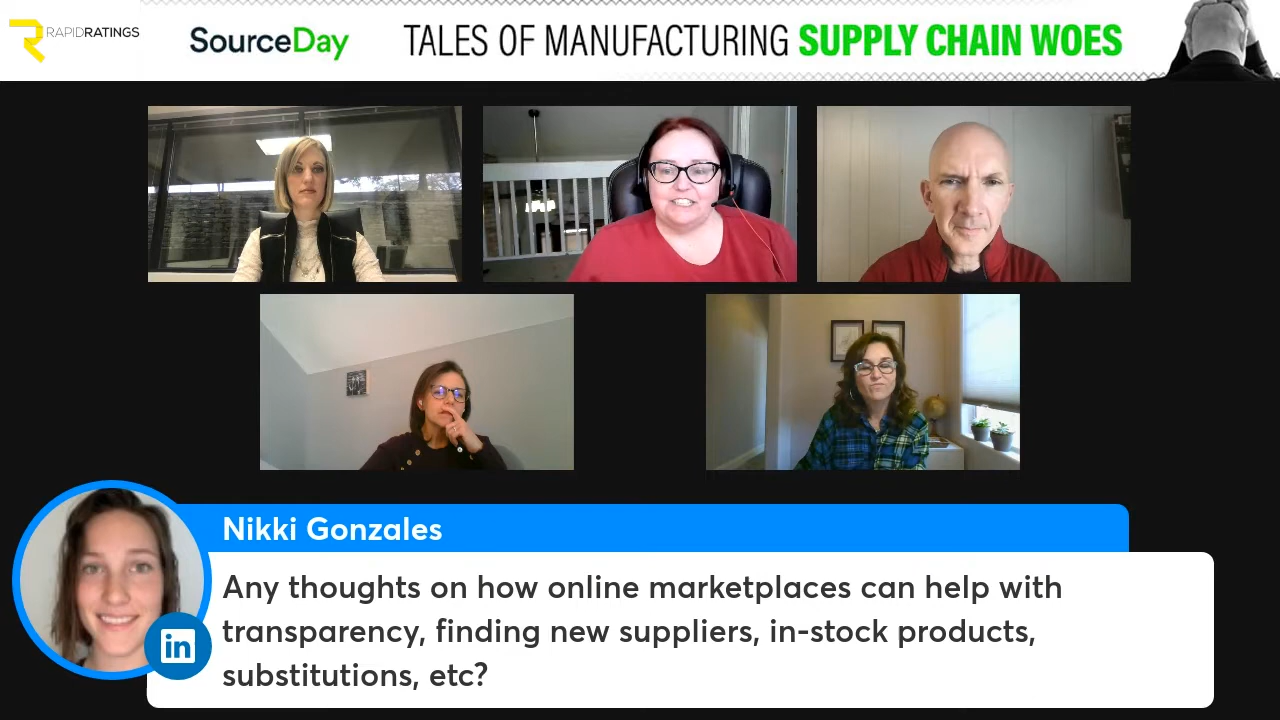 RAPIDRATINGS
SourceDay
TALES OF MANUFACTURING SUPPLY CHAIN WOES
Nikki Gonzales
in
Any thoughts on how online marketplaces can help with
transparency, finding new suppliers, in-stock products,
substitutions, etc?